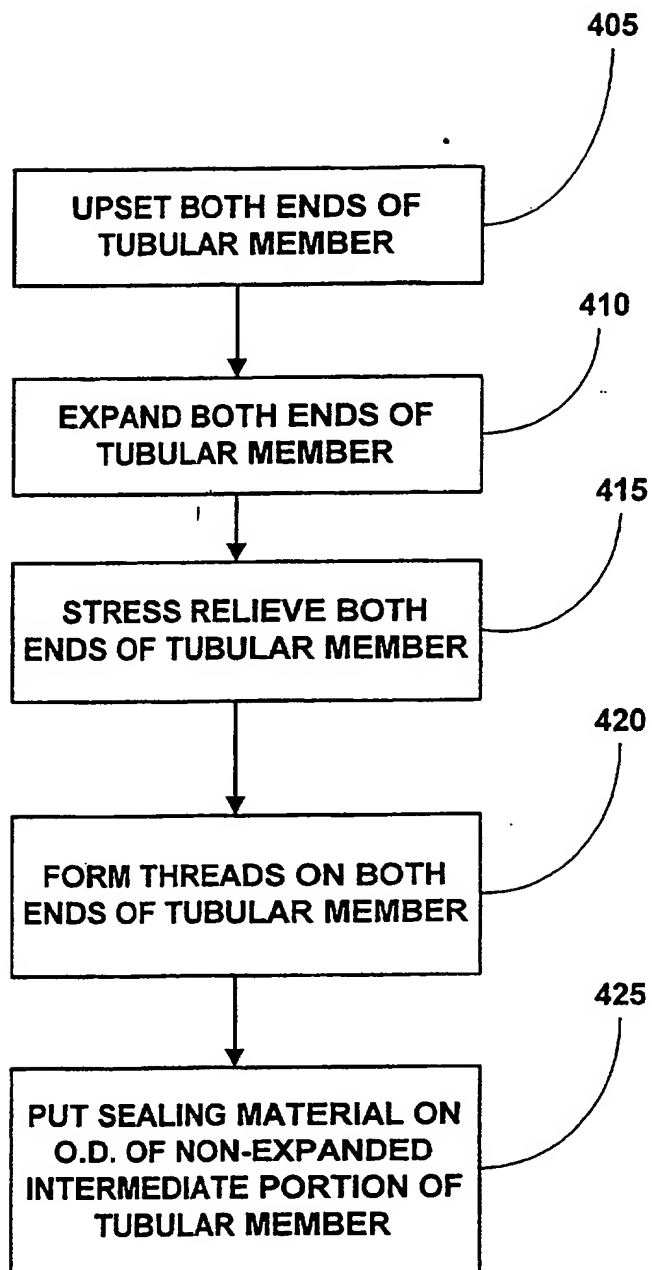 405
UPSET BOTH ENDS OF
TUBULAR MEMBER
410
EXPAND BOTH ENDS OF
TUBULAR MEMBER
415
STRESS RELIEVE BOTH
ENDS OF TUBULAR MEMBER
420
FORM THREADS ON BOTH
ENDS OF TUBULAR MEMBER
425
PUT SEALING MATERIAL ON
O.D. OF NON-EXPANDED
INTERMEDIATE PORTION OF
TUBULAR MEMBER